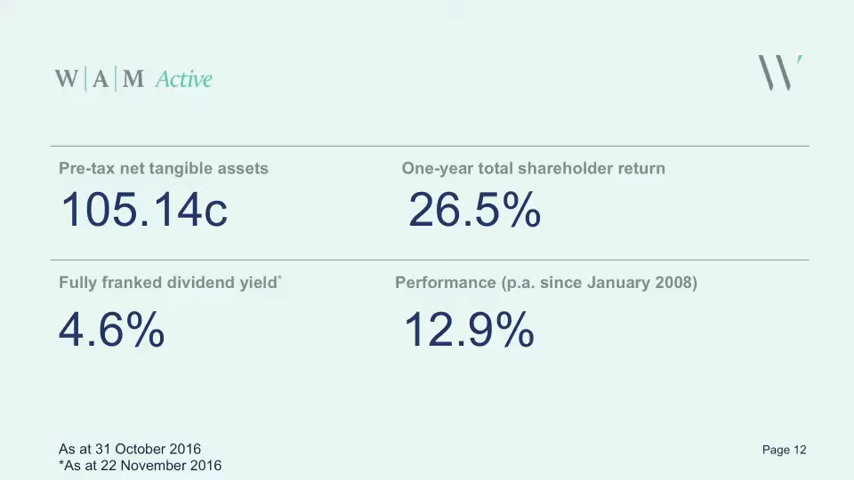 W|A|M Active
W'
Pre-tax net tangible assets
One-year total shareholder return
105.14c
26.5%
Fully franked dividend yield*
Performance (p.a. since January 2008)
4.6%
12.9%
As at 31 October 2016
Page 12
*As at 22 November 2016